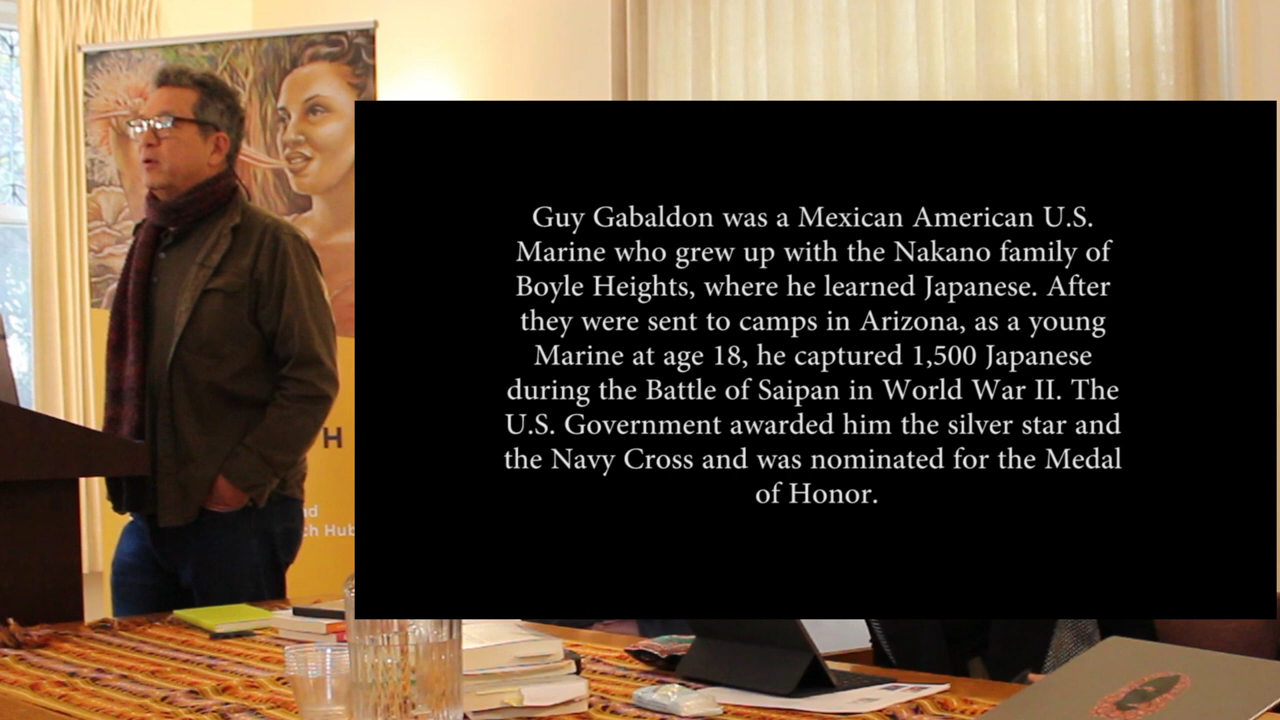 Guy Gabaldon was a Mexican American U.S.
Marine who grew up with the Nakano family of
Boyle Heights, where he learned Japanese. After
they were sent to camps in Arizona, as a young
Marine at age 18, he captured 1,500 Japanese
during the Battle of Saipan in World War II. The
U.S. Government awarded him the silver star and
the Navy Cross and was nominated for the Medal
of Honor.
H
nd
ch Hub